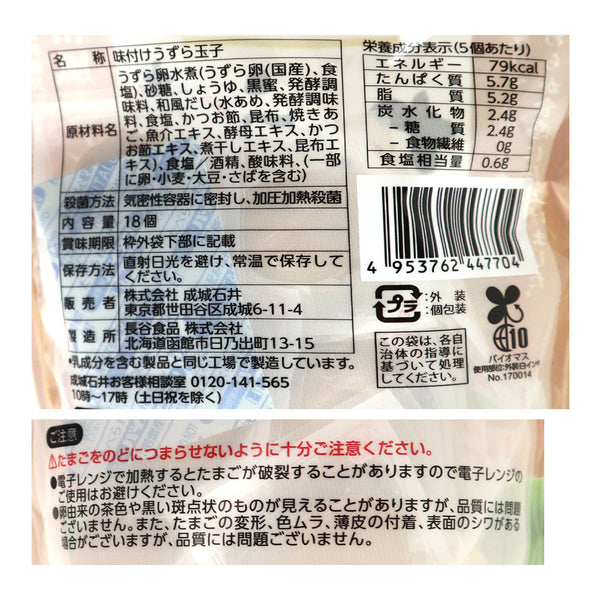 名称 味付けうずら玉子
原材料名 うずら卵水煮(うずら卵(国産)、食
塩)、砂糖、しょうゆ、黒蜜、発酵調
味料、和風だし(水あめ、発酵調味
料、食塩、かつお節、昆布、焼きあ
ご、魚介エキス、酵母エキス、かつ
お節エキス、煮干しエキス、昆布エ
キス)、食塩／酒精、酸味料、(一部
に卵・小麦・大豆・さばを含む)
殺菌方法 気密性容器に密封し、加圧加熱殺菌
内容量 18個
賞味期限 枠外袋下部に記載
保存方法 直射日光を避け、常温で保存して
ください。
販売者 株式会社 成城石井
東京都世田谷区成城6-11-4
製造所 長谷食品 株式会社
北海道函館市日乃出町13-15
●乳成分を含む製品と同じ工場で製造しています。
成城石井お客様相談室 0120-141-565
10時～17時(土日祝を除く)
栄養成分表示(5個あたり)
エネルギー 79kcal
たんぱく質 5.7g
脂質 5.2g
炭水化物 2.4g
-糖質 2.4g
-食物繊維 0g
食塩相当量 0.6g
4 953762 447704
プラ :外装
:個包装
この袋は、各自
治体の指導に
基づいて処理
してください。
10
バイオマス
使用部位:外装白インキ
No.170014
ご注意
⚠たまごをのどにつまらせないように十分ご注意ください。
●電子レンジで加熱するとたまごが破裂することがありますので電子レンジの
ご使用はお避けください。
●卵由来の茶色や黒い斑点状のものが見えることがありますが、品質には問題
ございません。また、たまごの変形、色ムラ、薄皮の付着、表面のシワがある
場合がございますが、品質には問題ございません。